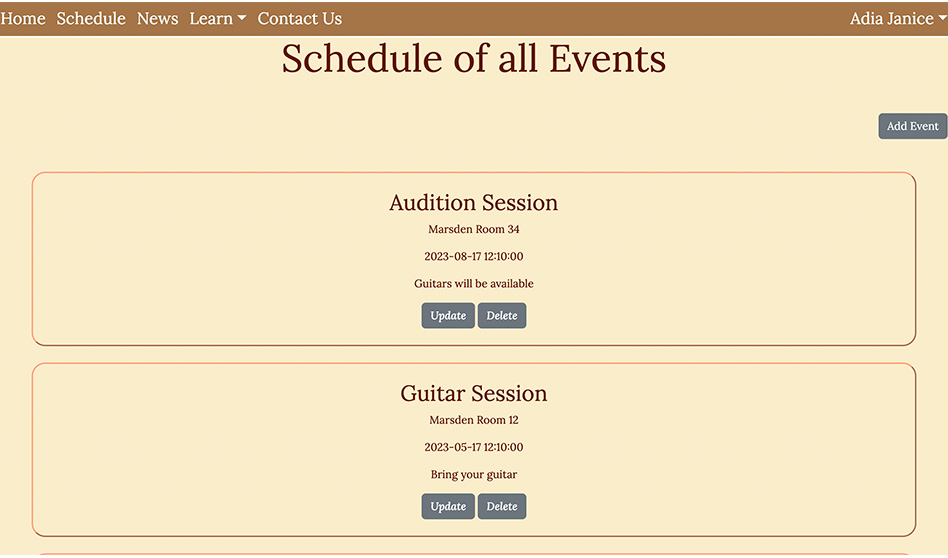 Home Schedule News Learn Contact Us Adia Janice
Schedule of all Events
Add Event
Audition Session
Marsden Room 34
2023-08-17 12:10:00
Guitars will be available
Update Delete
Guitar Session
Marsden Room 12
2023-05-17 12:10:00
Bring your guitar
Update Delete